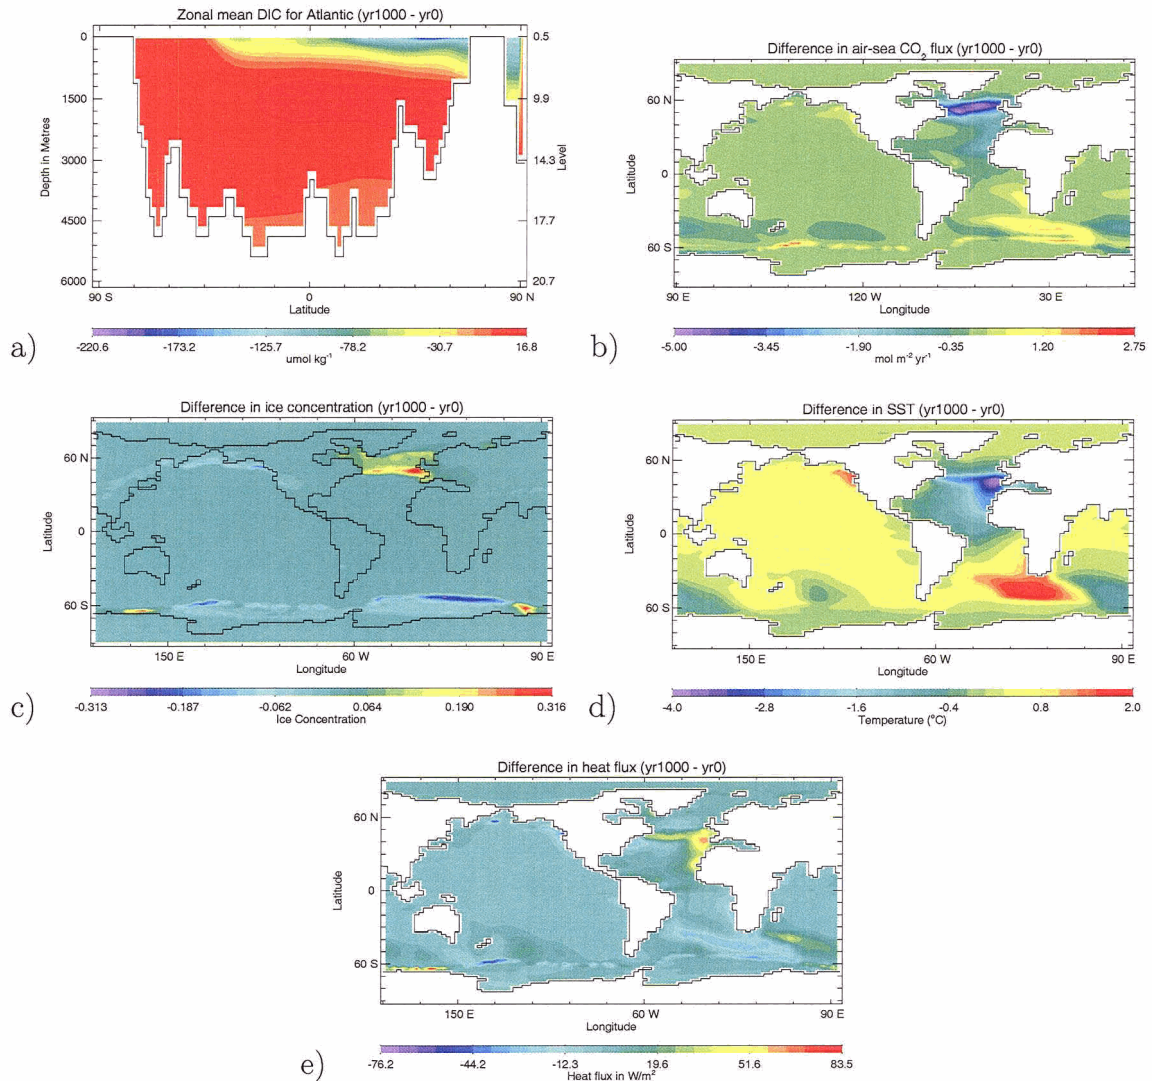 Zonal mean DIC for Atlantic (yr1000 - yr0)
0
1500
3000
4500
6000
Depth in Metres
0.5
9.9
14.3
17.7
20.7
Level
90 S
0
90 N
Latitude
-220.6
-173.2
-125.7
-78.2
-30.7
16.8
umol kg⁻¹
a)
Difference in air-sea CO₂ flux (yr1000 - yr0)
60 N
0
60 S
Latitude
90 E
120 W
30 E
Longitude
-5.00
-3.45
-1.90
-0.35
1.20
2.75
mol m⁻² yr⁻¹
b)
Difference in ice concentration (yr1000 - yr0)
60 N
0
60 S
Latitude
150 E
60 W
90 E
Longitude
-0.313
-0.187
-0.062
0.064
0.190
0.316
Ice Concentration
c)
Difference in SST (yr1000 - yr0)
60 N
0
60 S
Latitude
150 E
60 W
90 E
Longitude
-4.0
-2.8
-1.6
-0.4
0.8
2.0
Temperature (°C)
d)
Difference in heat flux (yr1000 - yr0)
60 N
0
60 S
Latitude
150 E
60 W
90 E
Longitude
-76.2
-44.2
-12.3
19.6
51.6
83.5
Heat flux in W/m²
e)